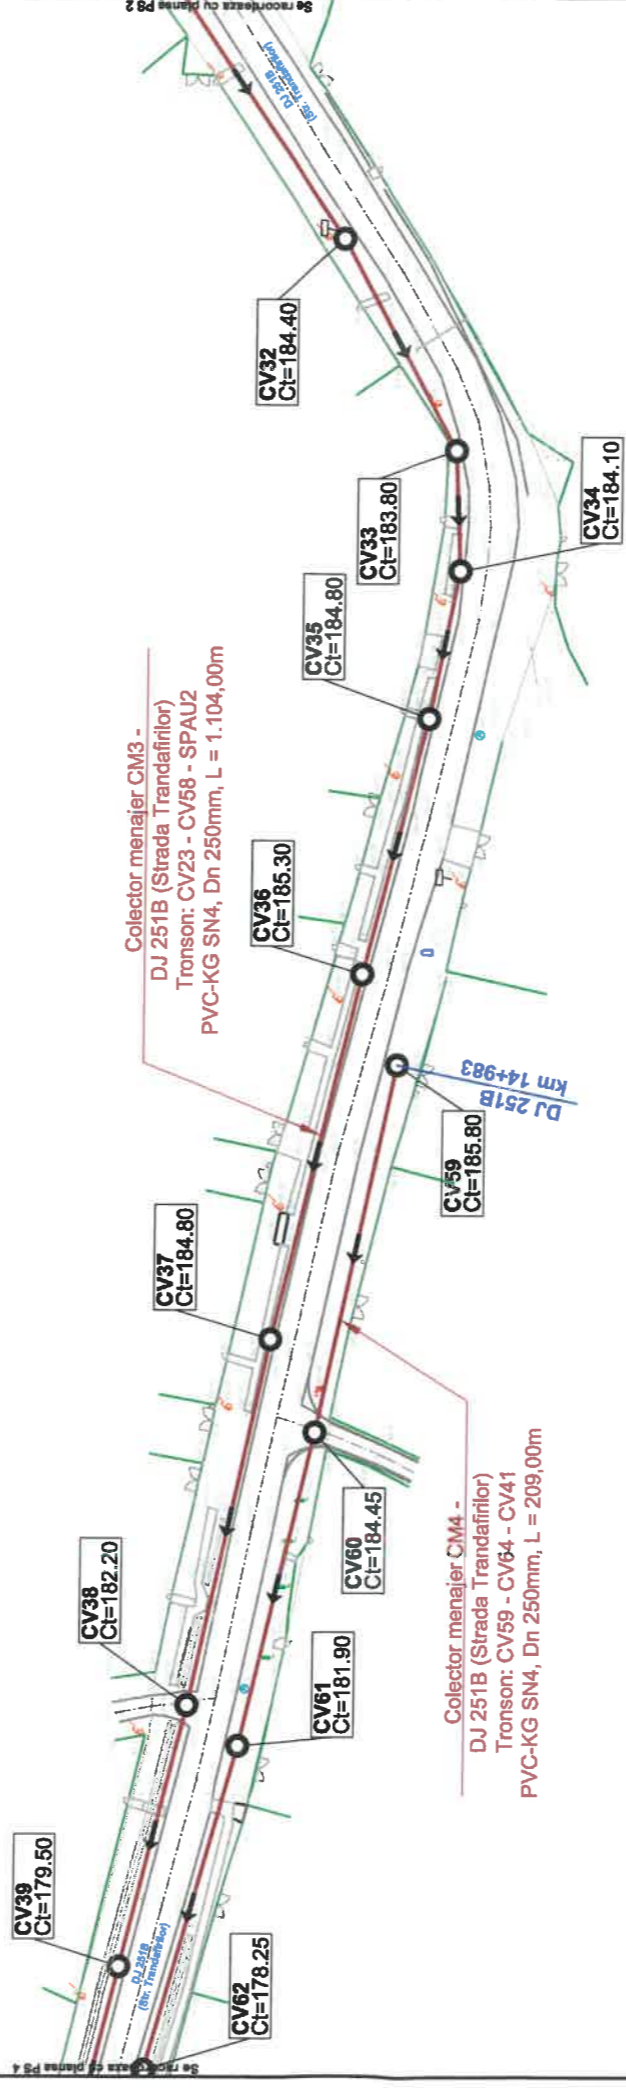 Se racordeaza cu plansa PS 2
DJ 251B
(Str. Trandafirilor)
CV32
Ct=184.40
CV33
Ct=183.80
CV34
Ct=184.10
CV35
Ct=184.80
Colector menajer CM3 -
DJ 251B (Strada Trandafirilor)
Tronson: CV23 - CV58 - SPAU2
PVC-KG SN4, Dn 250mm, L = 1.104,00m
CV36
Ct=185.30
DJ 251B
km 14+983
CV59
Ct=185.80
CV37
Ct=184.80
CV60
Ct=184.45
Colector menajer CM4 -
DJ 251B (Strada Trandafirilor)
Tronson: CV59 - CV64 - CV41
PVC-KG SN4, Dn 250mm, L = 209,00m
CV38
Ct=182.20
CV61
Ct=181.90
CV39
Ct=179.50
DJ 251B
(Str. Trandafirilor)
CV62
Ct=178.25
Se racordeaza cu plansa PS 4